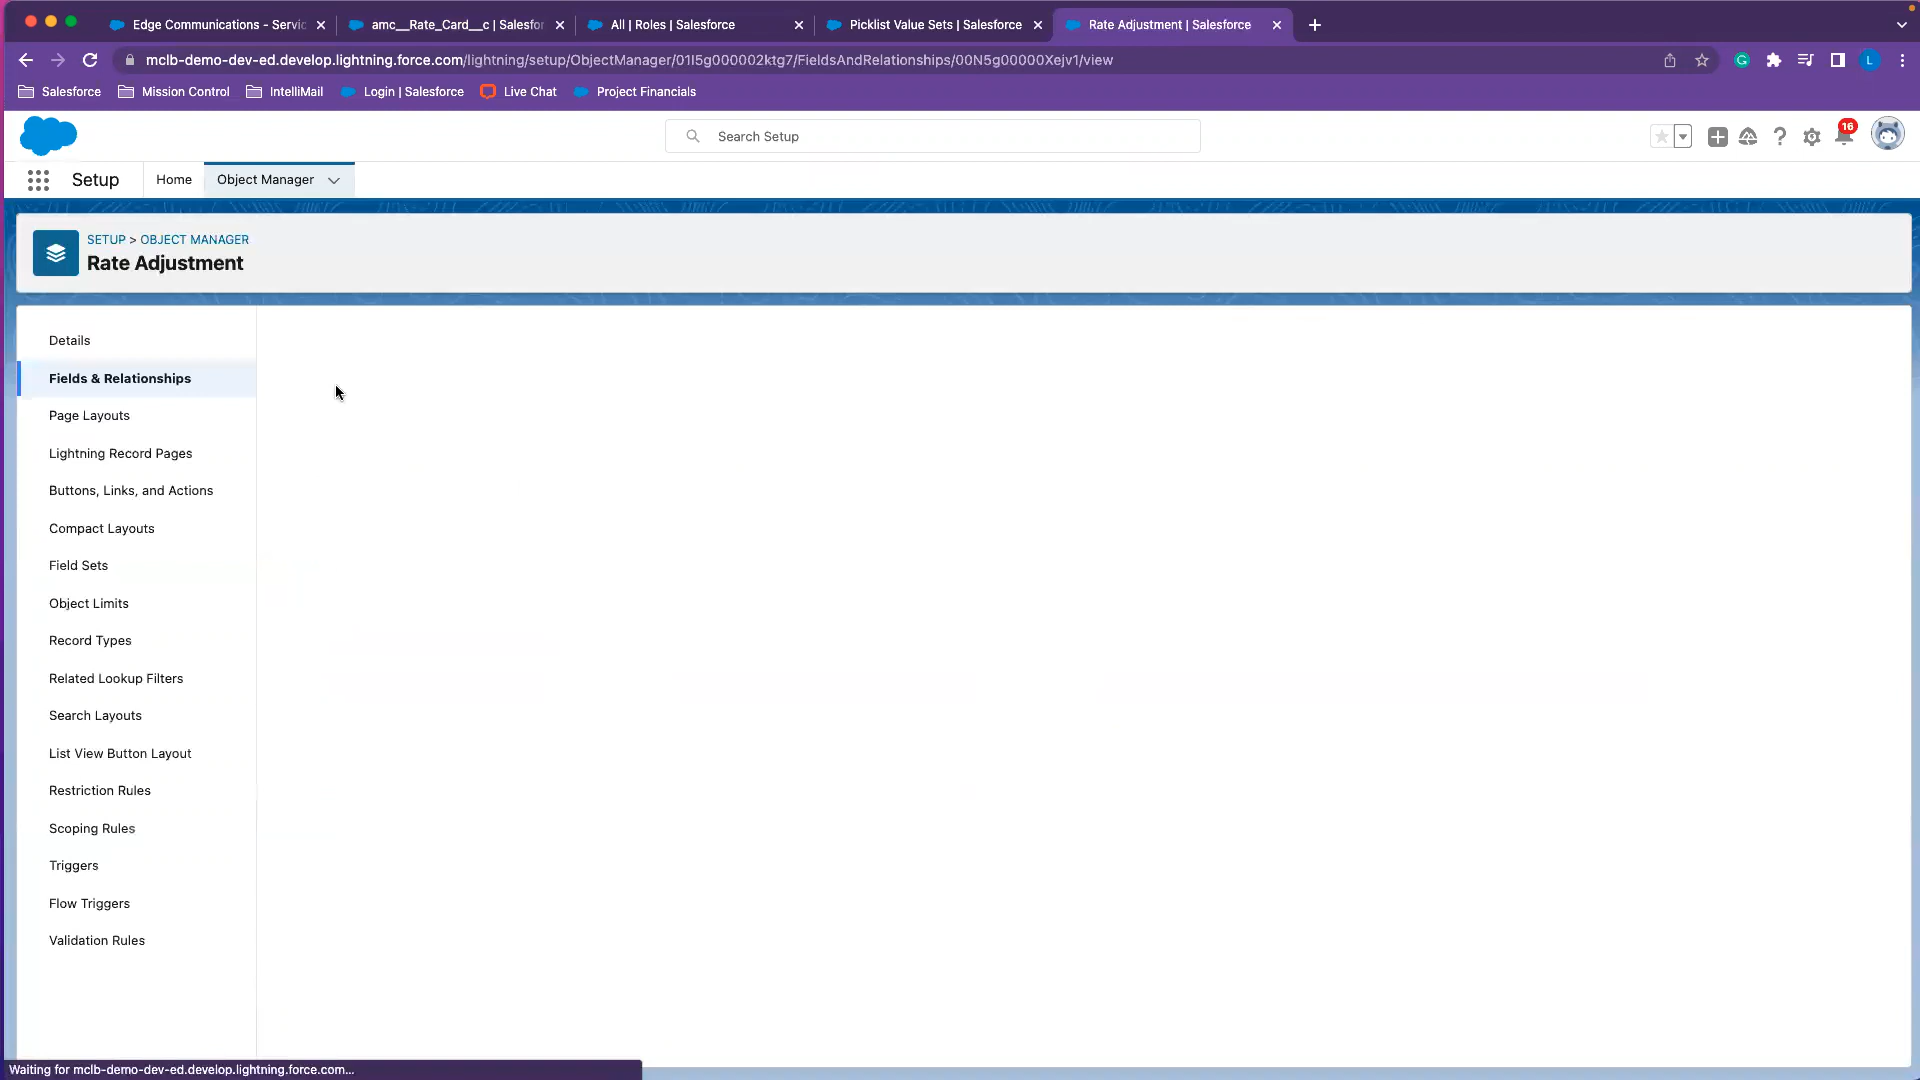 Edge Communications - Servic
amc__Rate_Card__c | Salesfor
All | Roles | Salesforce
Picklist Value Sets | Salesforce
Rate Adjustment | Salesforce
mclb-demo-dev-ed.develop.lightning.force.com/lightning/setup/ObjectManager/01I5g000002ktg7/FieldsAndRelationships/00N5g00000Xejv1/view
L
Salesforce
Mission Control
IntelliMail
Login | Salesforce
Live Chat
Project Financials
Search Setup
16
Setup
Home
Object Manager
SETUP > OBJECT MANAGER
Rate Adjustment
Details
Fields & Relationships
Page Layouts
Lightning Record Pages
Buttons, Links, and Actions
Compact Layouts
Field Sets
Object Limits
Record Types
Related Lookup Filters
Search Layouts
List View Button Layout
Restriction Rules
Scoping Rules
Triggers
Flow Triggers
Validation Rules
Waiting for mclb-demo-dev-ed.develop.lightning.force.com...